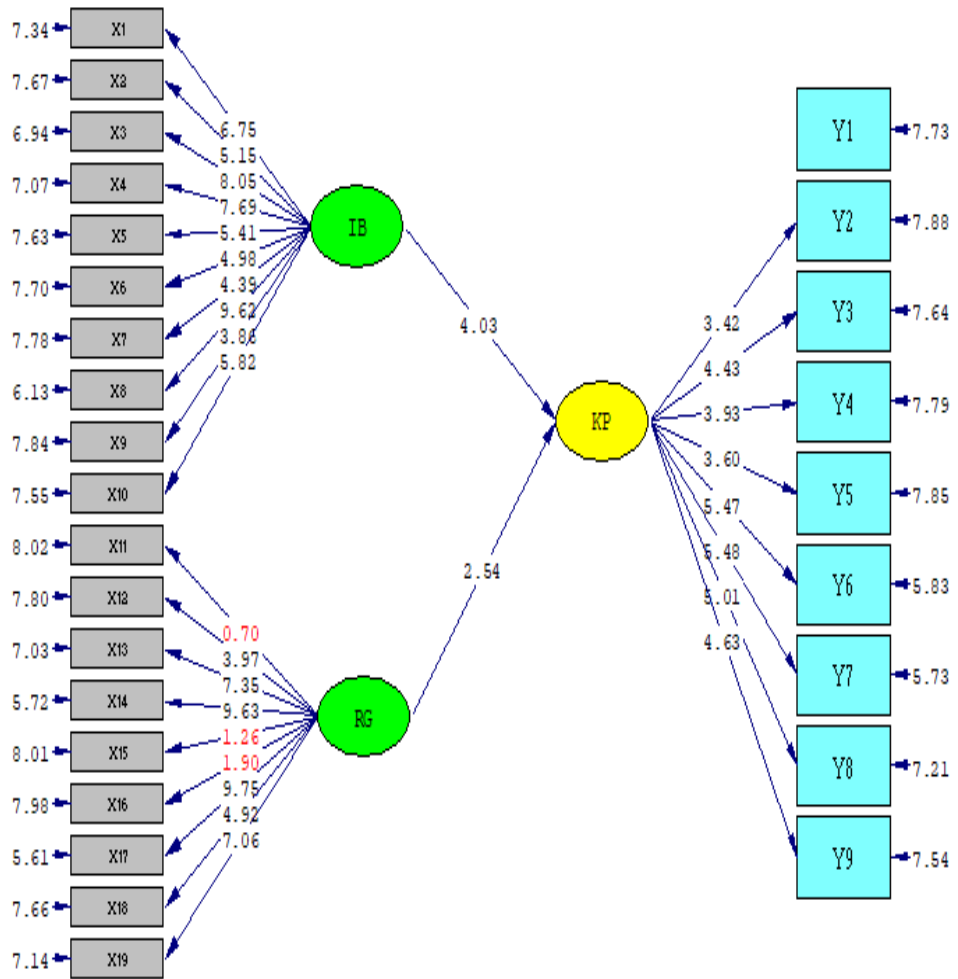 7.34 X1
7.67 X2
6.94 X3
7.07 X4
7.63 X5
7.70 X6
7.78 X7
6.13 X8
7.84 X9
7.55 X10
8.02 X11
7.80 X12
7.03 X13
5.72 X14
8.01 X15
7.98 X16
5.61 X17
7.66 X18
7.14 X19
6.75
5.15
8.05
7.69
5.41
4.98
4.39
9.62
3.86
5.82
0.70
3.97
7.35
9.63
1.26
1.90
9.75
4.92
7.06
IB
RG
4.03
2.54
KP
3.42
4.43
3.93
3.60
5.47
5.48
5.01
4.63
Y1 7.73
Y2 7.88
Y3 7.64
Y4 7.79
Y5 7.85
Y6 5.83
Y7 5.73
Y8 7.21
Y9 7.54